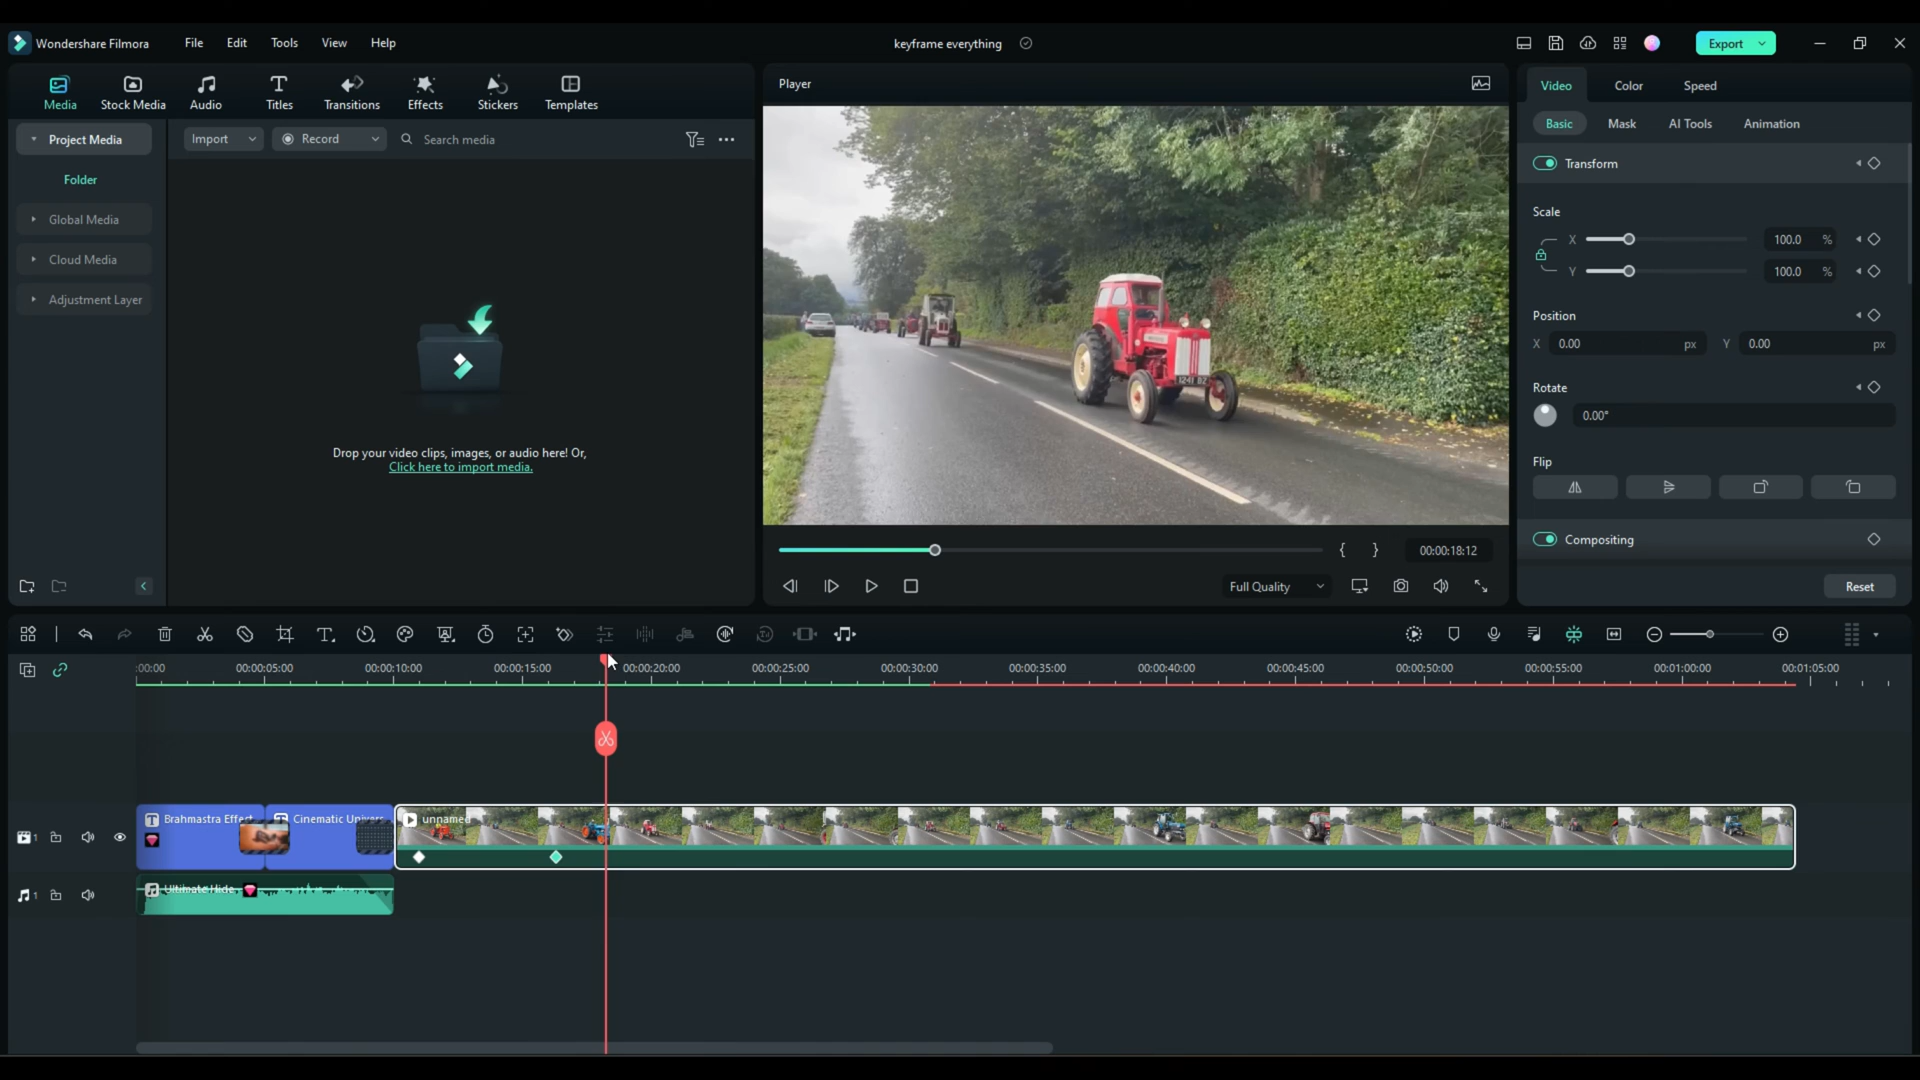 Wondershare Filmora
File
Edit
Tools
View
Help
keyframe everything
Export
Media
Stock Media
Audio
Titles
Transitions
Effects
Stickers
Templates
Player
Video
Color
Speed
Project Media
Import
Record
Search media
Basic
Mask
AI Tools
Animation
Folder
Global Media
Cloud Media
Adjustment Layer
Transform
Scale
X
100.0
%
Y
100.0
%
Position
X
0.00
px
Y
0.00
px
Rotate
0.00°
Flip
Drop your video clips, images, or audio here! Or,
Click here to import media.
Compositing
00:00:18:12
Full Quality
Reset
:00:00
00:00:05:00
00:00:10:00
00:00:15:00
00:00:20:00
00:00:25:00
00:00:30:00
00:00:35:00
00:00:40:00
00:00:45:00
00:00:50:00
00:00:55:00
00:01:00:00
00:01:05:00
1
Brahmastra Effect
Cinematic Univers
unnamed
1
Ultimate Hide